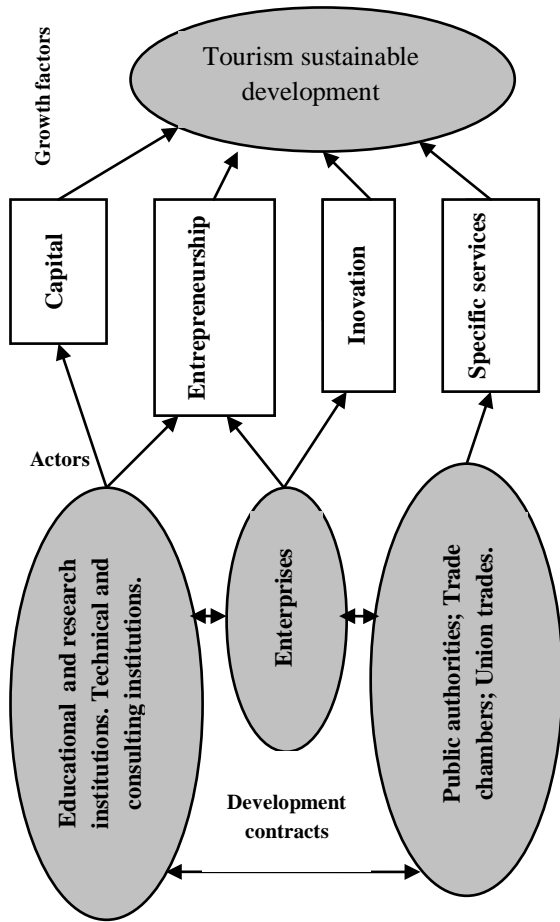 Tourism sustainable
development
Growth factors
Capital
Entrepreneurship
Inovation
Specific services
Actors
Educational and research
institutions. Technical and
consulting institutions.
Enterprises
Public authorities; Trade
chambers; Union trades.
Development
contracts